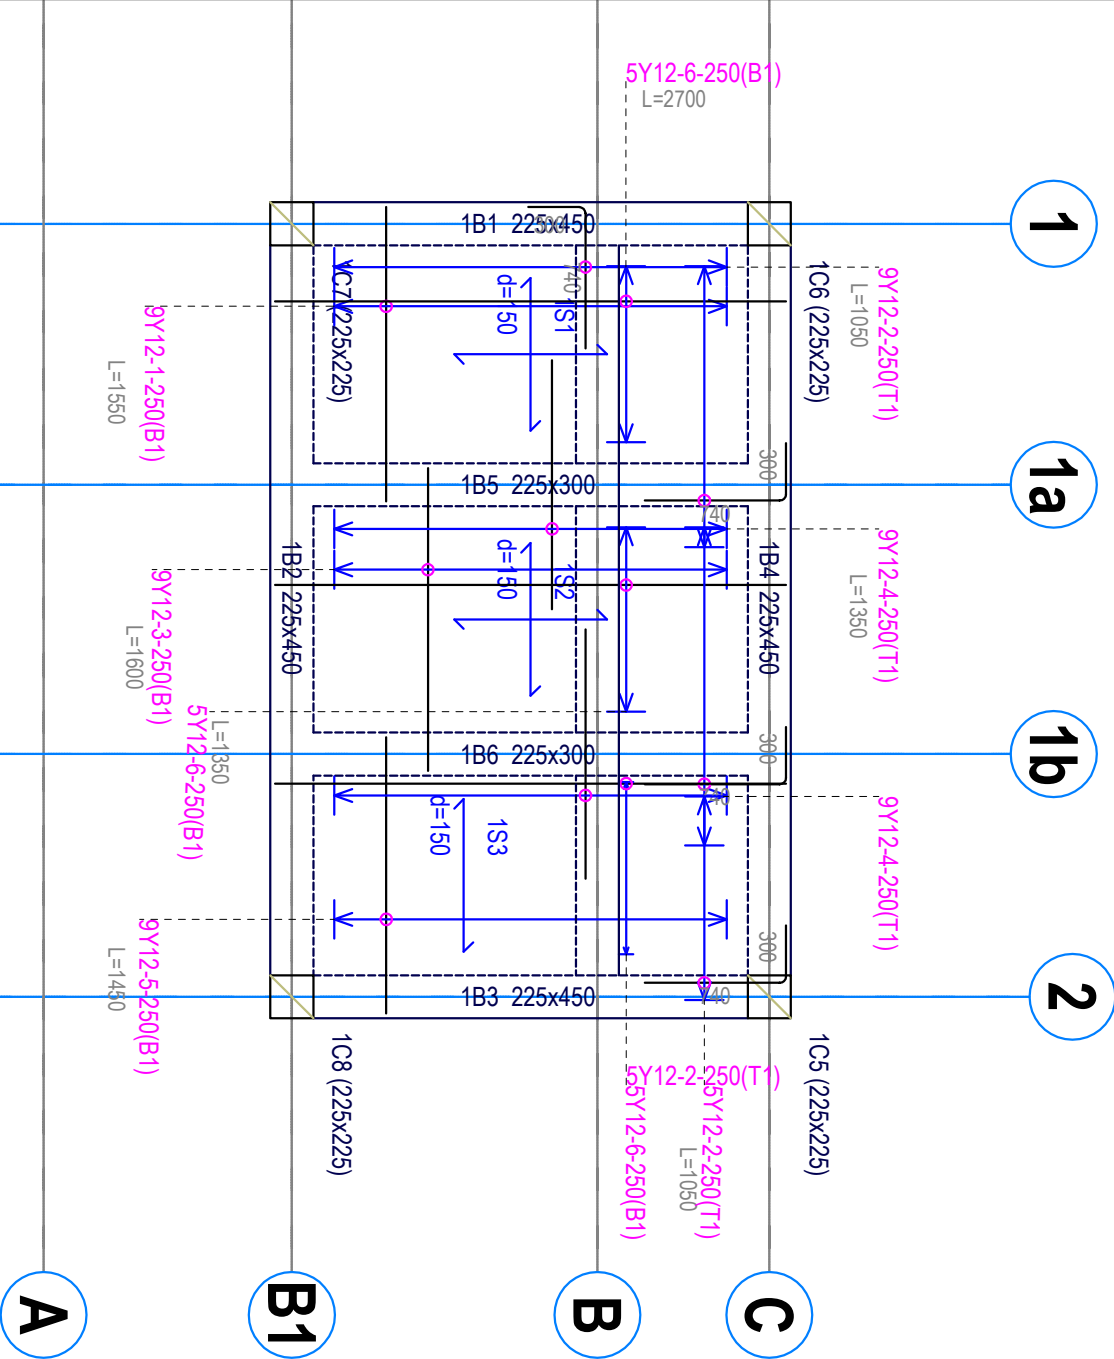 5Y12-6-250(B1)
L=2700
1
1B1 225x450
300
740
1C7 (225x225)
d=150
1S1
1C6 (225x225)
9Y12-2-250(T1)
L=1050
9Y12-1-250(B1)
L=1550
300
1B5 225x300
1a
740
1B2 225x450
d=150
1S2
1B4 225x450
9Y12-4-250(T1)
L=1350
9Y12-3-250(B1)
L=1600
5Y12-6-250(B1)
L=1350
1B6 225x300
300
1b
740
d=150
1S3
9Y12-4-250(T1)
9Y12-5-250(B1)
L=1450
300
1B3 225x450
740
2
1C8 (225x225)
1C5 (225x225)
5Y12-2-250(T1)
5Y12-6-250(B1)
5Y12-2-250(T1)
L=1050
A
B1
B
C